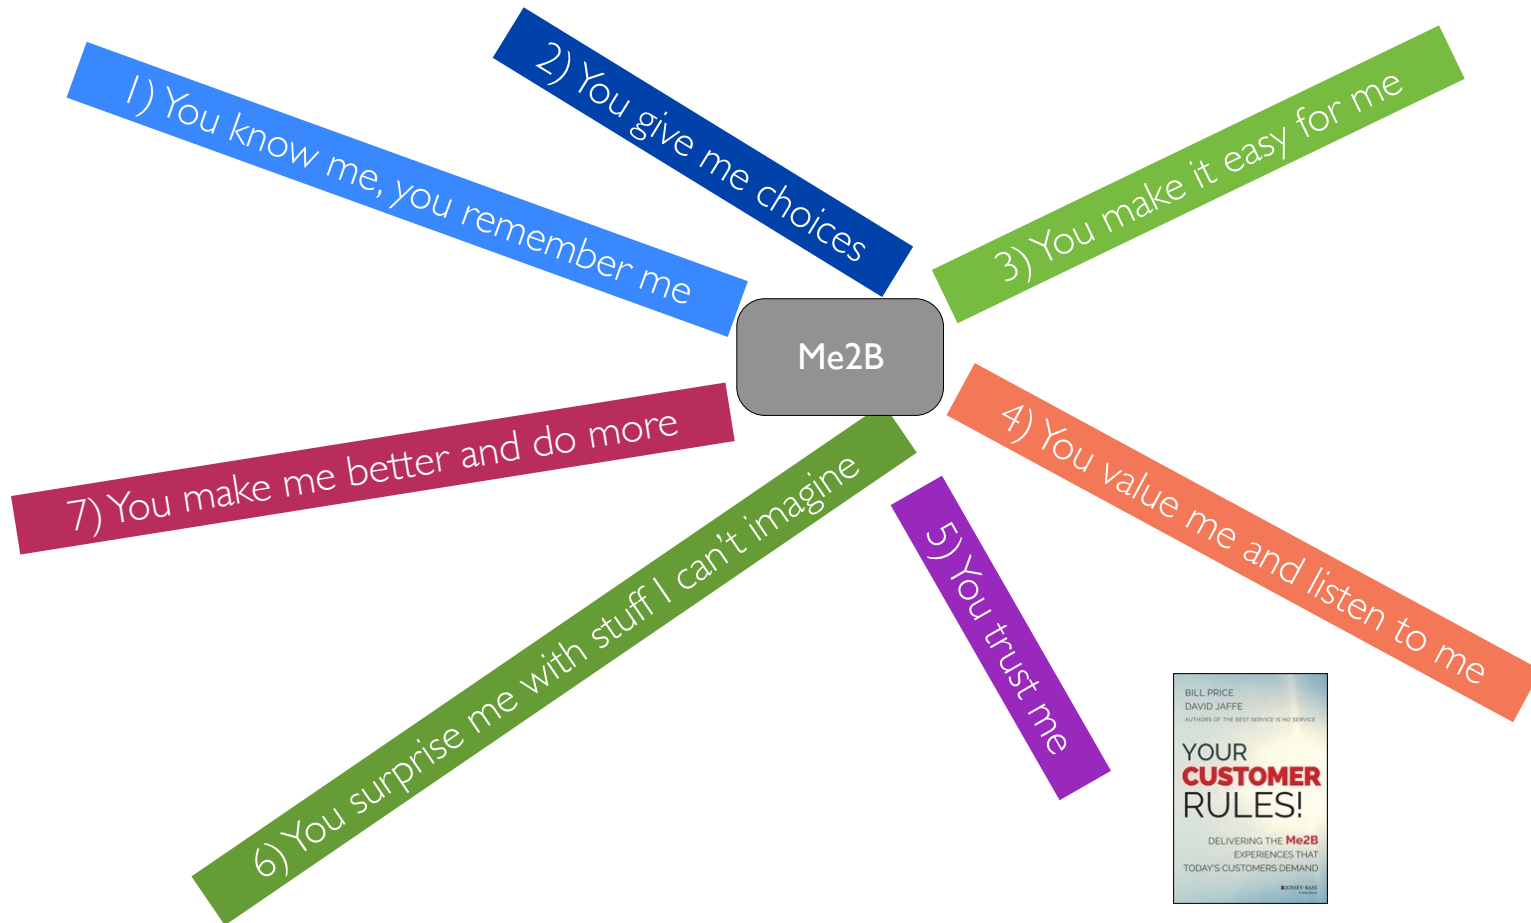 1) You know me, you remember me
2) You give me choices
3) You make it easy for me
Me2B
4) You value me and listen to me
5) You trust me
6) You surprise me with stuff I can’t imagine
7) You make me better and do more
BILL PRICE
DAVID JAFFE
AUTHORS OF THE BEST SERVICE IS NO SERVICE
YOUR
CUSTOMER
RULES!
DELIVERING THE Me2B
EXPERIENCES THAT
TODAY'S CUSTOMERS DEMAND
JOSSEY-BASS